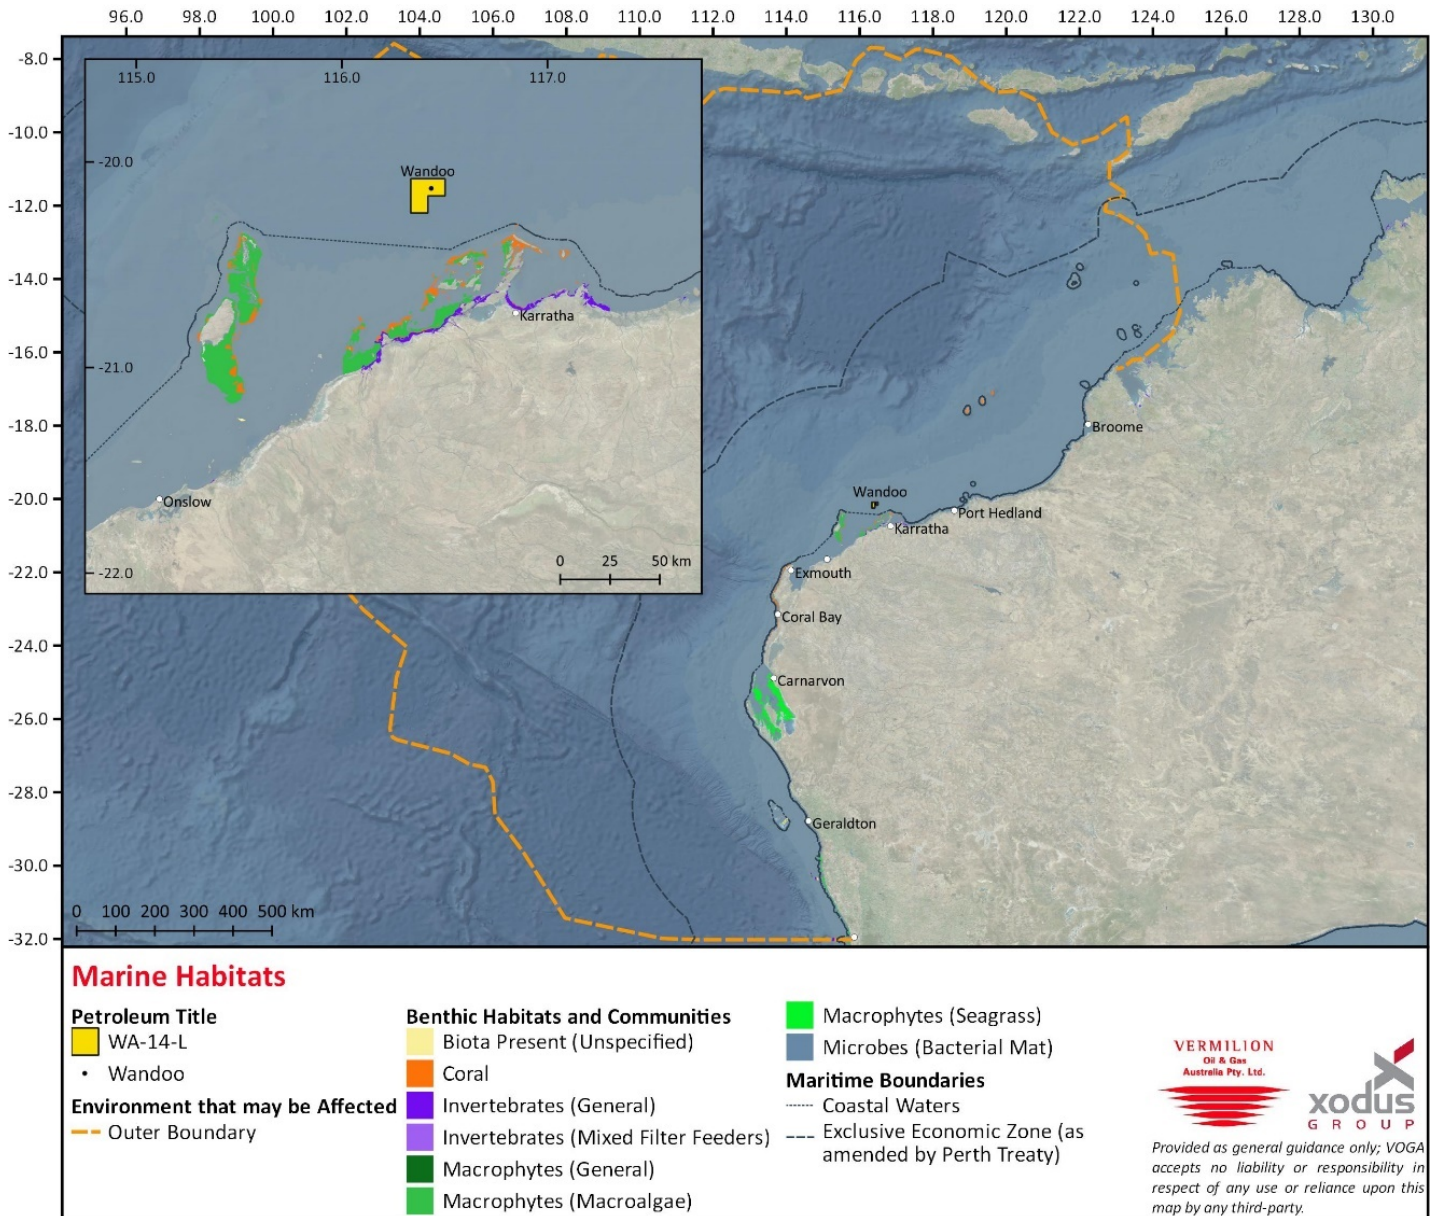 96.0 98.0 100.0 102.0 104.0 106.0 108.0 110.0 112.0 114.0 116.0 118.0 120.0 122.0 124.0 126.0 128.0 130.0
-8.0
-10.0
-12.0
-14.0
-16.0
-18.0
-20.0
-22.0
-24.0
-26.0
-28.0
-30.0
-32.0
115.0 116.0 117.0
-20.0
-21.0
-22.0
Wandoo
Karratha
Onslow
0 25 50 km
Broome
Wandoo
Port Hedland
Karratha
Exmouth
Coral Bay
Carnarvon
Geraldton
0 100 200 300 400 500 km
Marine Habitats
Petroleum Title
WA-14-L
Wandoo
Environment that may be Affected
Outer Boundary
Benthic Habitats and Communities
Biota Present (Unspecified)
Coral
Invertebrates (General)
Invertebrates (Mixed Filter Feeders)
Macrophytes (General)
Macrophytes (Macroalgae)
Macrophytes (Seagrass)
Microbes (Bacterial Mat)
Maritime Boundaries
Coastal Waters
Exclusive Economic Zone (as
amended by Perth Treaty)
VERMILION
Oil & Gas
Australia Pty. Ltd.
xodus
GROUP
Provided as general guidance only; VOGA
accepts no liability or responsibility in
respect of any use or reliance upon this
map by any third-party.